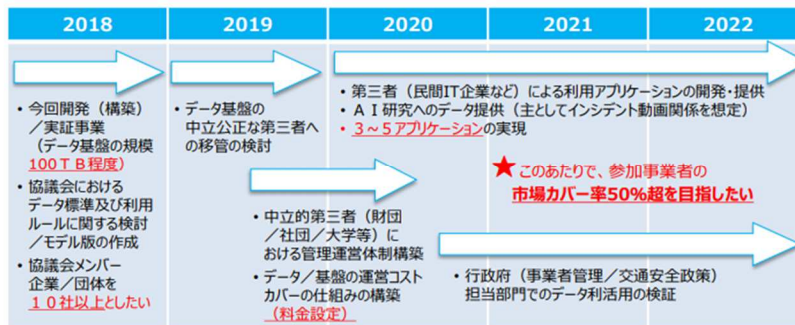 2018
2019
2020
2021
2022
・今回開発（構築）
／実証事業
（データ基盤の規模
100ＴＢ程度）
・協議会における
データ標準及び利用
ルールに関する検討
／モデル版の作成
・協議会メンバー
企業／団体を
１０社以上としたい
・データ基盤の
中立公正な第三者へ
の移管の検討
・中立的第三者（財団
／社団／大学等）に
おける管理運営体制構築
・データ／基盤の運営コスト
カバーの仕組みの構築
（料金設定）
・第三者（民間IT企業など）による利用アプリケーションの開発・提供
・ＡＩ研究へのデータ提供（主としてインシデント動画関係を想定）
・３～５アプリケーションの実現
★このあたりで、参加事業者の
市場カバー率50%超を目指したい
・行政府（事業者管理／交通安全政策）
担当部門でのデータ利活用の検証